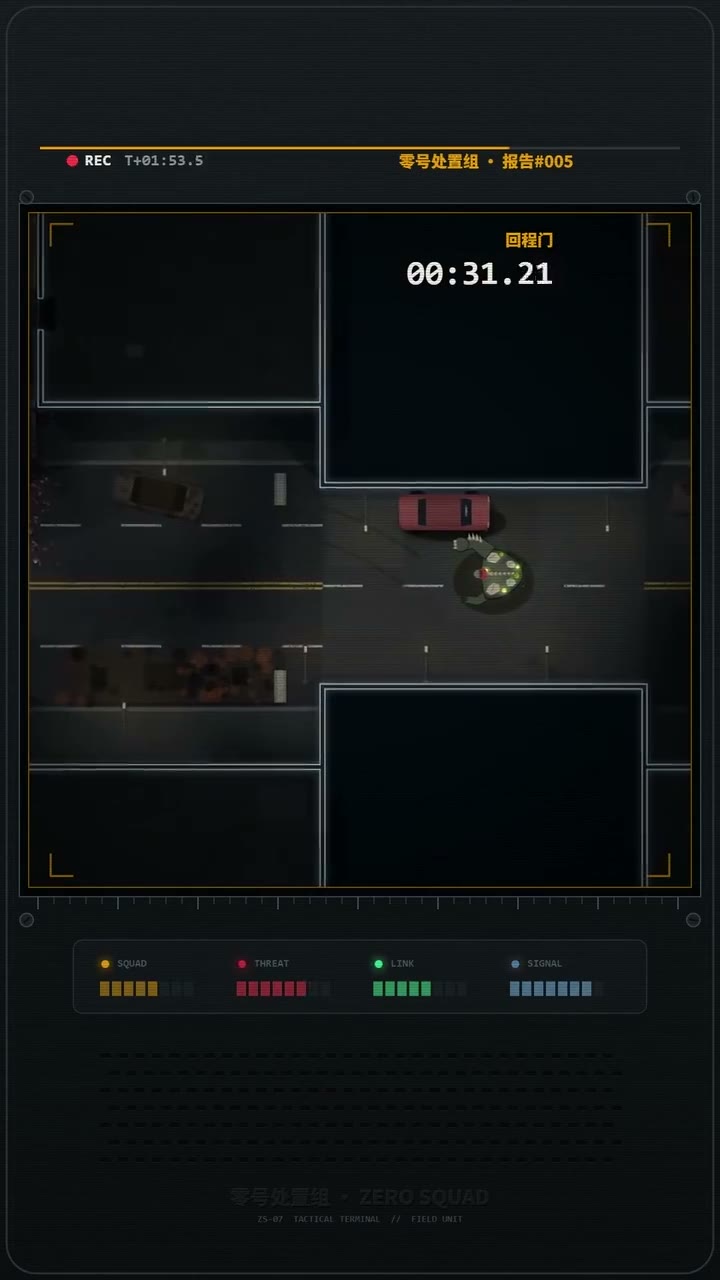 REC T+01:53.5
零号处置组 • 报告#005
回程门
00:31.21
SQUAD
THREAT
LINK
SIGNAL
零号处置组 • ZERO SQUAD
ZS-07 TACTICAL TERMINAL // FIELD UNIT